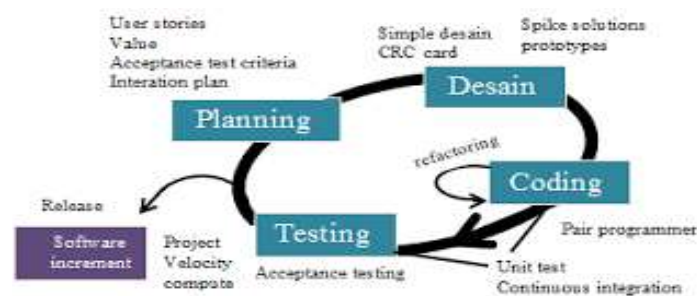 User stories
Value
Acceptance test criteria
Interation plan
Simple desain
CRC card
Spike solutions
prototypes
Planning
Desain
refactoring
Coding
Release
Software
increment
Project
Velocity
compute
Testing
Acceptance testing
Pair programmer
Unit test
Continuous integration